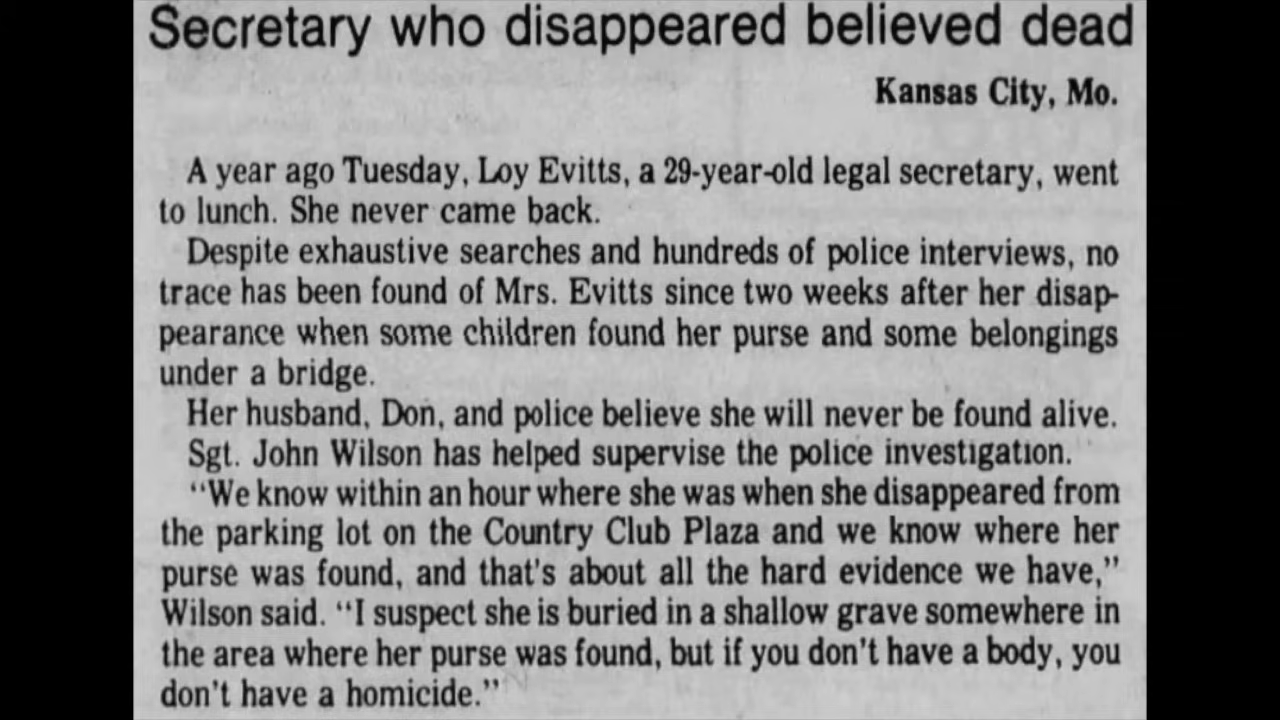 Secretary who disappeared believed dead
Kansas City, Mo.
A year ago Tuesday, Loy Evitts, a 29-year-old legal secretary, went
to lunch. She never came back.
Despite exhaustive searches and hundreds of police interviews, no
trace has been found of Mrs. Evitts since two weeks after her disap-
pearance when some children found her purse and some belongings
under a bridge.
Her husband, Don, and police believe she will never be found alive.
Sgt. John Wilson has helped supervise the police investigation.
"We know within an hour where she was when she disappeared from
the parking lot on the Country Club Plaza and we know where her
purse was found, and that's about all the hard evidence we have,"
Wilson said. "I suspect she is buried in a shallow grave somewhere in
the area where her purse was found, but if you don't have a body, you
don't have a homicide."